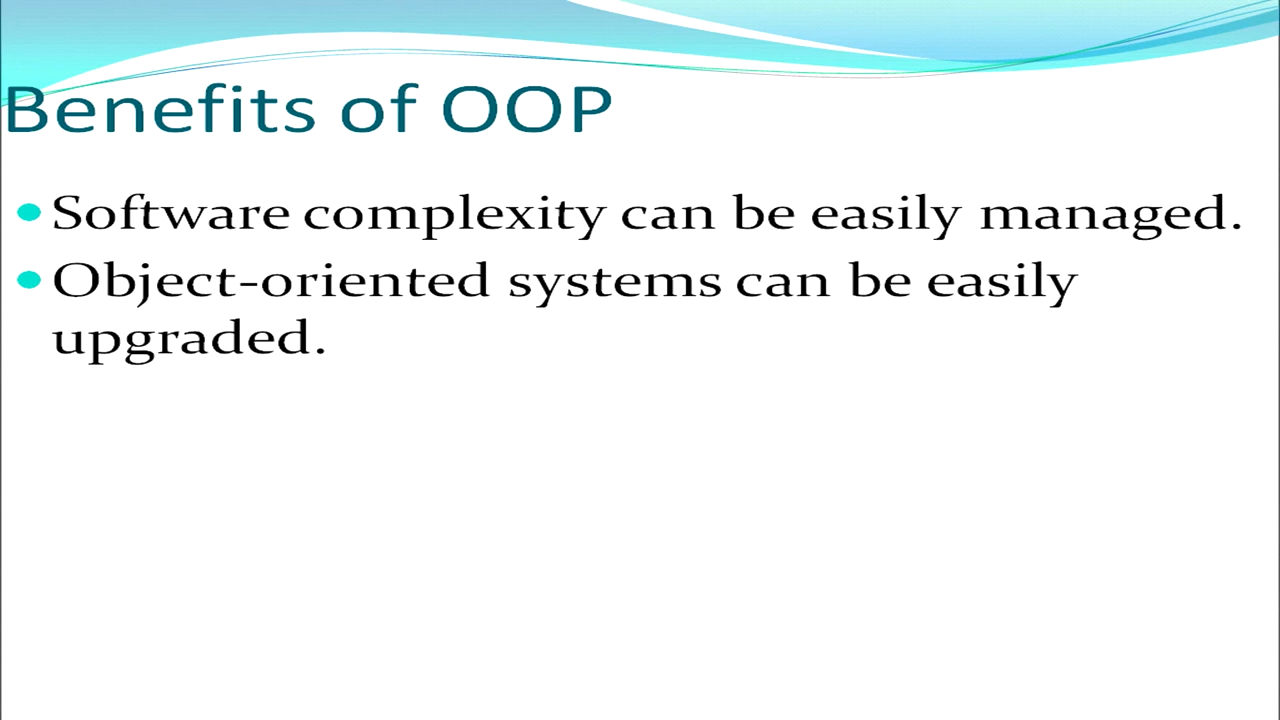 Benefits of OOP
Software complexity can be easily managed.
Object-oriented systems can be easily
upgraded.